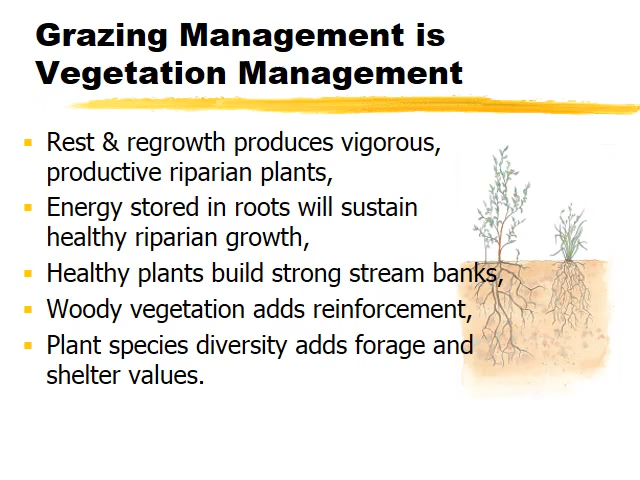 Grazing Management is
Vegetation Management
▪ Rest & regrowth produces vigorous,
productive riparian plants,
▪ Energy stored in roots will sustain
healthy riparian growth,
▪ Healthy plants build strong stream banks,
▪ Woody vegetation adds reinforcement,
▪ Plant species diversity adds forage and
shelter values.